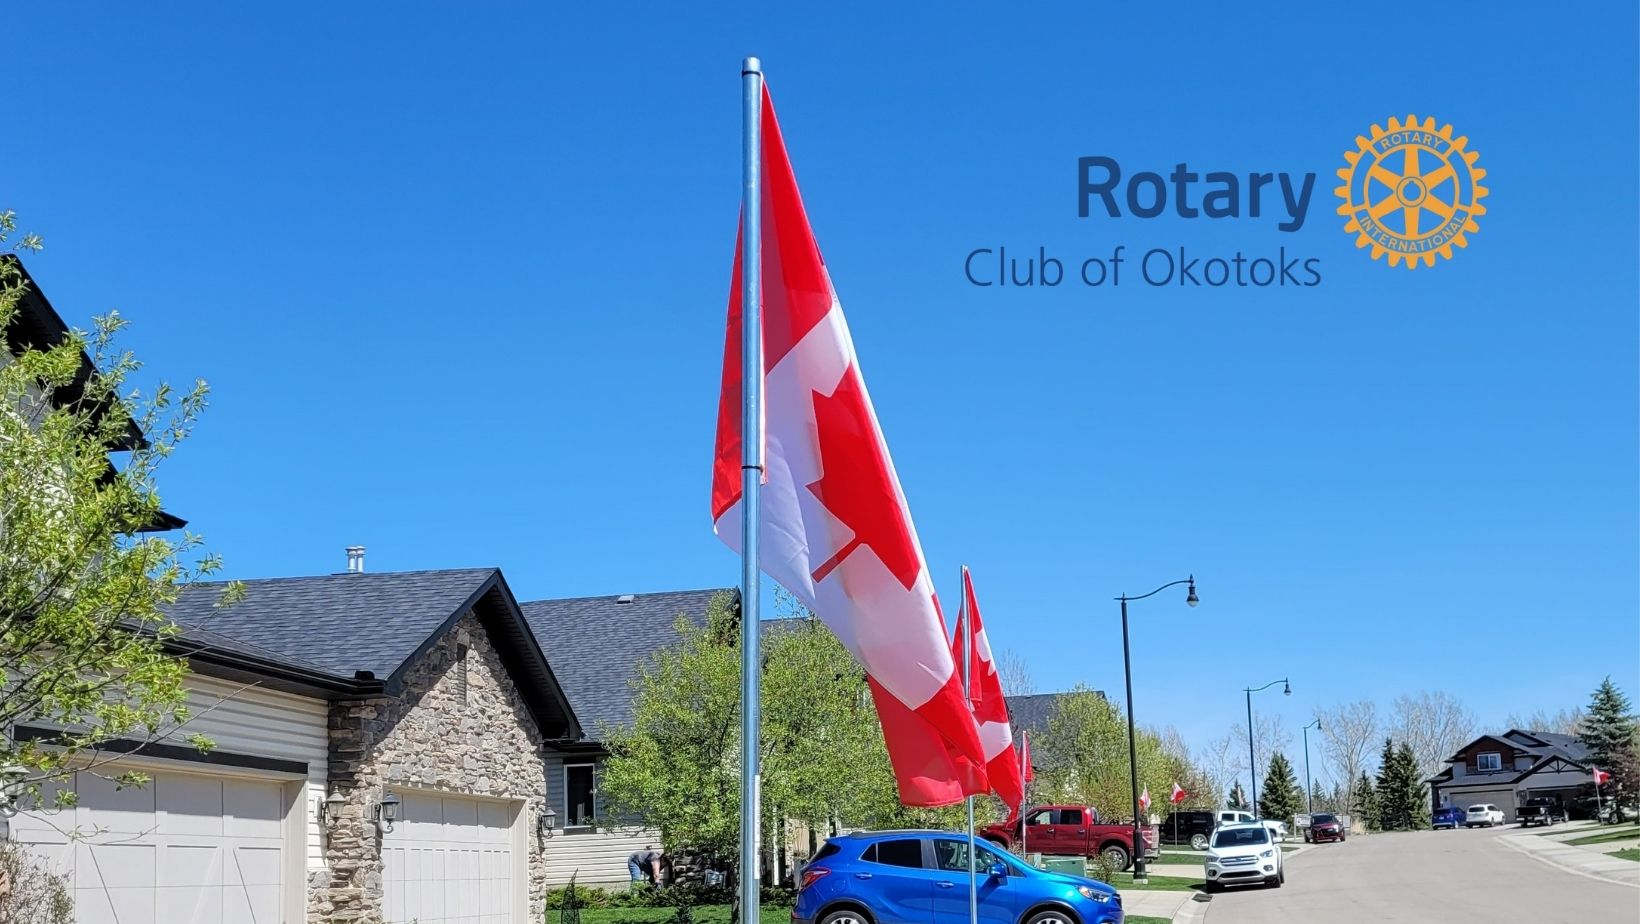 Rotary
Club of Okotoks
ROTARY
INTERNATIONAL